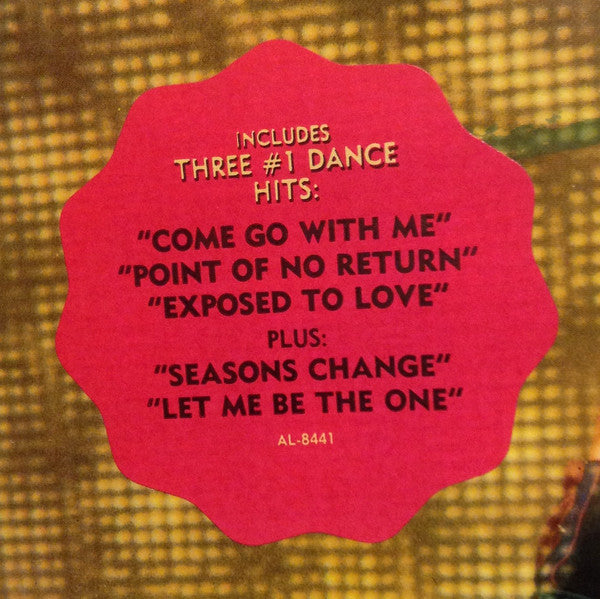 INCLUDES
THREE #1 DANCE
HITS:
"COME GO WITH ME"
"POINT OF NO RETURN"
"EXPOSED TO LOVE"
PLUS:
"SEASONS CHANGE"
"LET ME BE THE ONE"
AL-8441